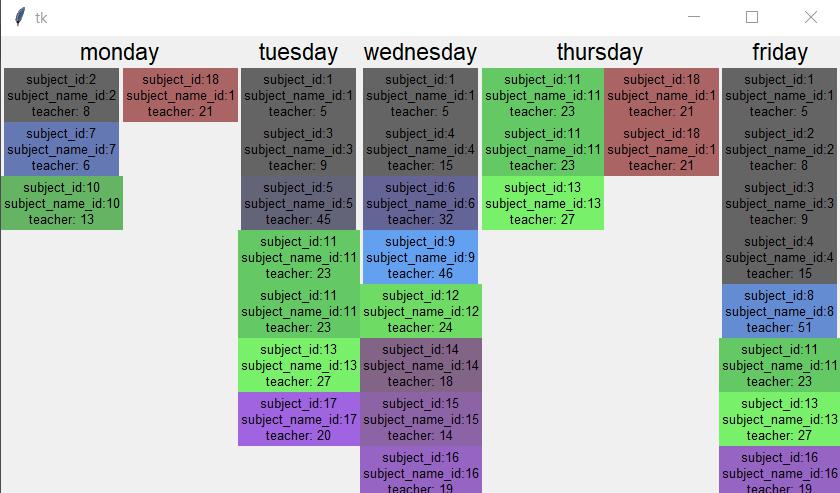 tk
monday
tuesday
wednesday
thursday
friday
subject_id:2
subject_name_id:2
teacher: 8
subject_id:18
subject_name_id:1
teacher: 21
subject_id:7
subject_name_id:7
teacher: 6
subject_id:10
subject_name_id:10
teacher: 13
subject_id:1
subject_name_id:1
teacher: 5
subject_id:3
subject_name_id:3
teacher: 9
subject_id:5
subject_name_id:5
teacher: 45
subject_id:11
subject_name_id:11
teacher: 23
subject_id:11
subject_name_id:11
teacher: 23
subject_id:13
subject_name_id:13
teacher: 27
subject_id:17
subject_name_id:17
teacher: 20
subject_id:1
subject_name_id:1
teacher: 5
subject_id:4
subject_name_id:4
teacher: 15
subject_id:6
subject_name_id:6
teacher: 32
subject_id:9
subject_name_id:9
teacher: 46
subject_id:12
subject_name_id:12
teacher: 24
subject_id:14
subject_name_id:14
teacher: 18
subject_id:15
subject_name_id:15
teacher: 14
subject_id:16
subject_name_id:16
teacher: 19
subject_id:11
subject_name_id:11
teacher: 23
subject_id:11
subject_name_id:11
teacher: 23
subject_id:13
subject_name_id:13
teacher: 27
subject_id:18
subject_name_id:1
teacher: 21
subject_id:18
subject_name_id:1
teacher: 21
subject_id:1
subject_name_id:1
teacher: 5
subject_id:2
subject_name_id:2
teacher: 8
subject_id:3
subject_name_id:3
teacher: 9
subject_id:4
subject_name_id:4
teacher: 15
subject_id:8
subject_name_id:8
teacher: 51
subject_id:11
subject_name_id:11
teacher: 23
subject_id:13
subject_name_id:13
teacher: 27
subject_id:16
subject_name_id:16
teacher: 19